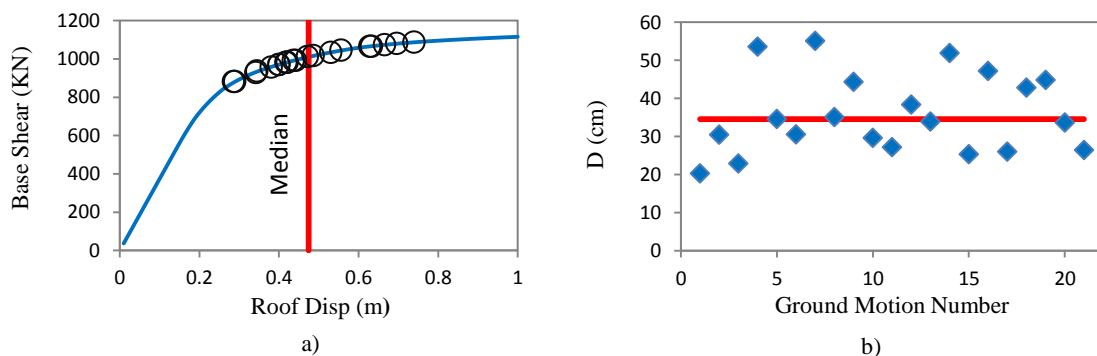 1200
1000
800
600
400
200
0
Base Shear (KN)
Median
0 0.2 0.4 0.6 0.8 1
Roof Disp (m)
a)
60
50
40
30
20
10
0
D (cm)
0 5 10 15 20
Ground Motion Number
b)